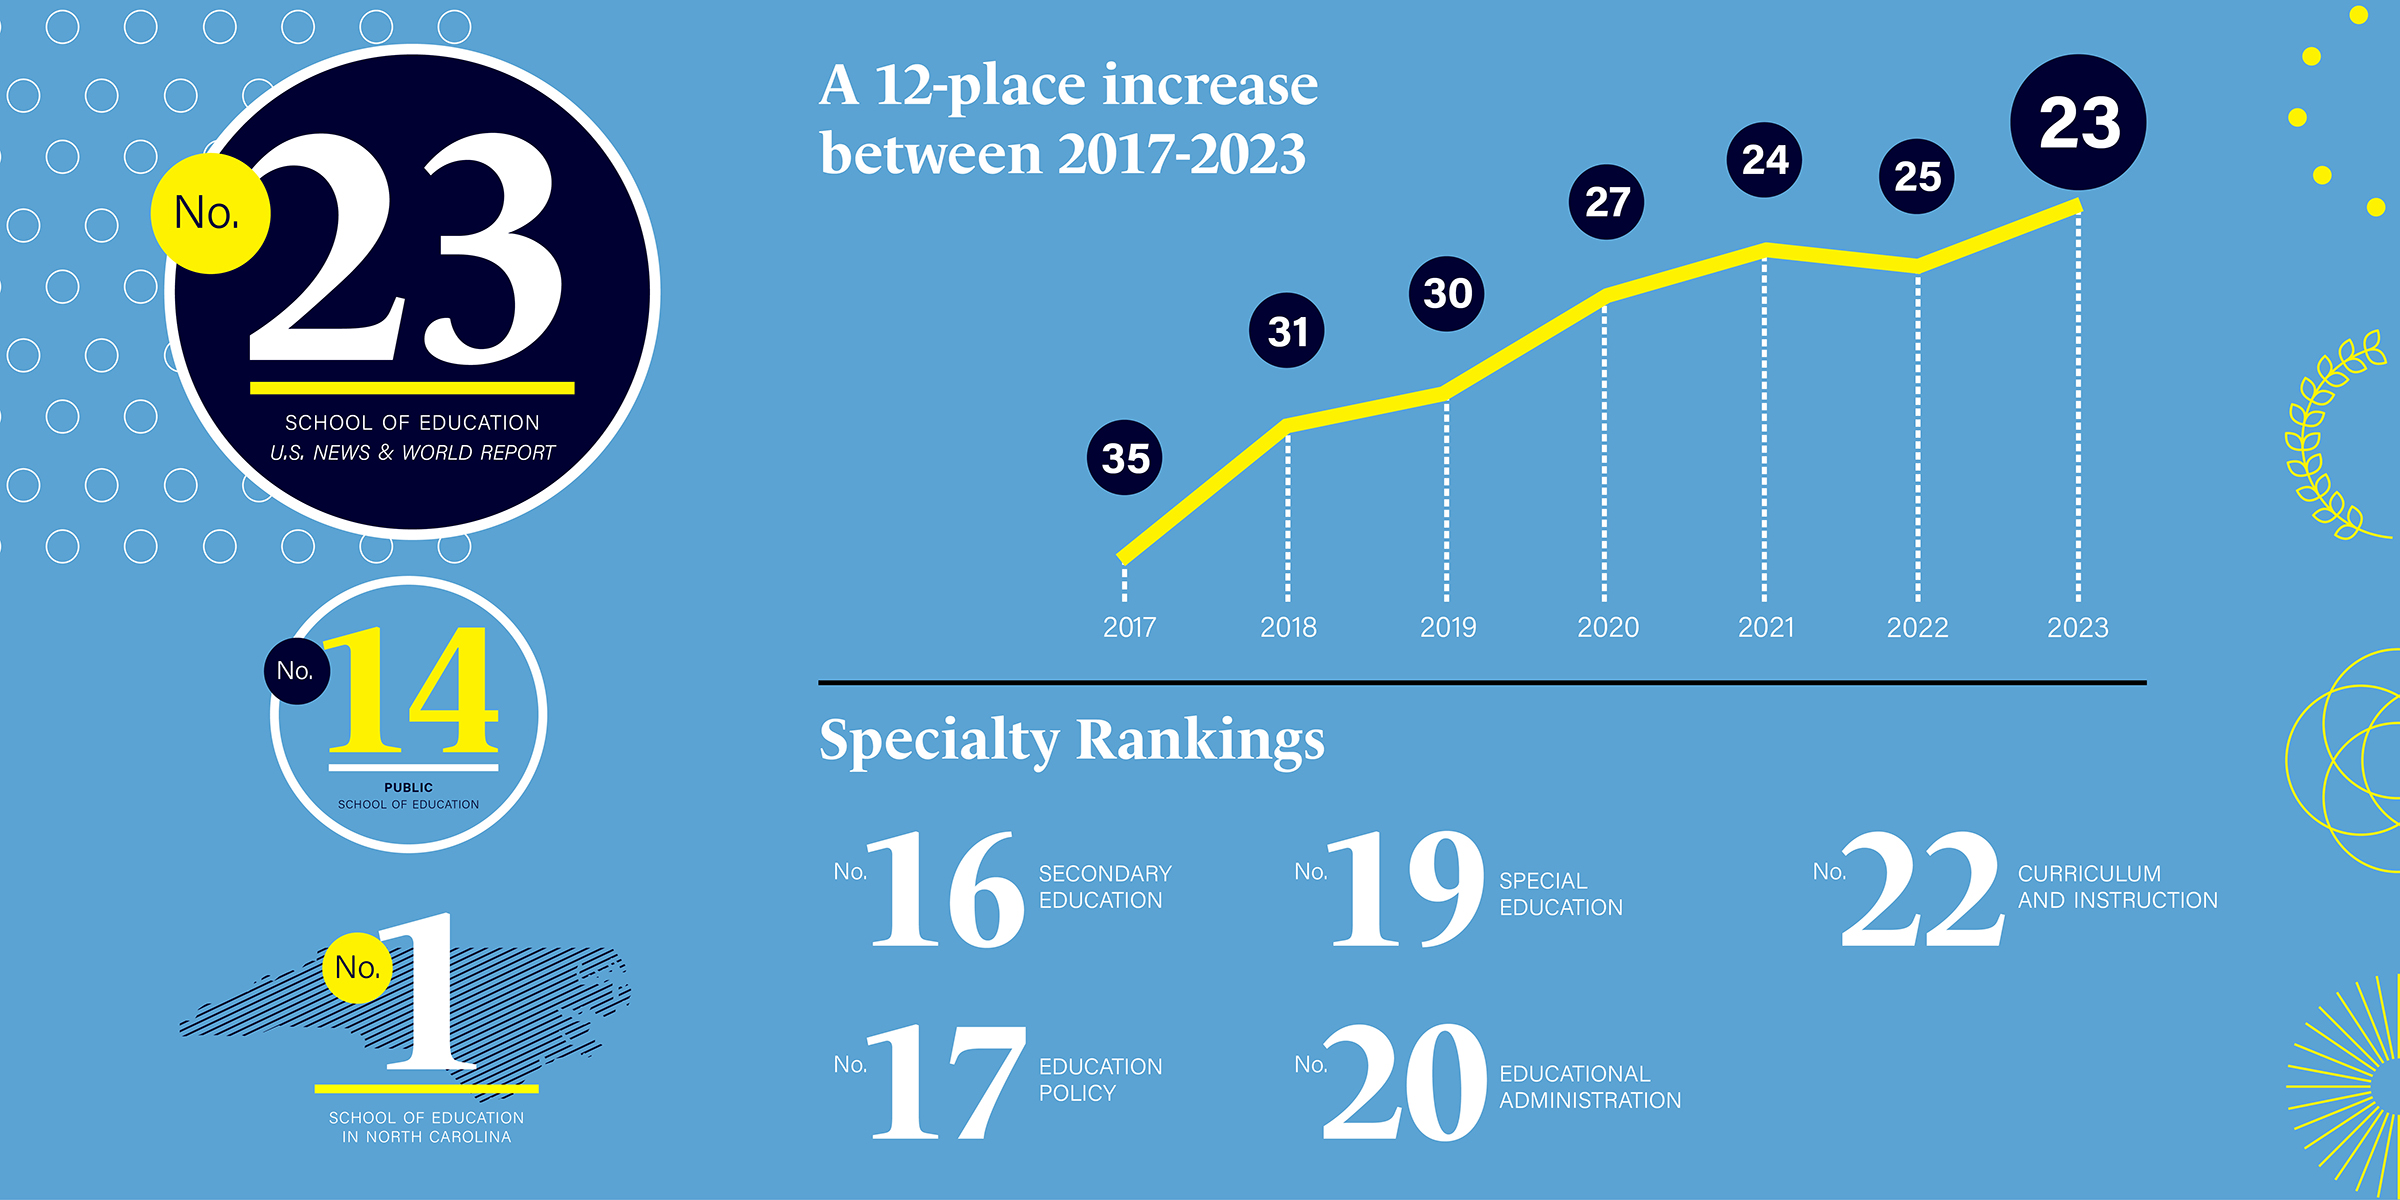 No. 23
SCHOOL OF EDUCATION
U.S. NEWS & WORLD REPORT
No. 14
PUBLIC
SCHOOL OF EDUCATION
No. 1
SCHOOL OF EDUCATION
IN NORTH CAROLINA
A 12-place increase
between 2017-2023
35 31 30 27 24 25 23
2017 2018 2019 2020 2021 2022 2023
Specialty Rankings
No. 16 SECONDARY
EDUCATION
No. 19 SPECIAL
EDUCATION
No. 22 CURRICULUM
AND INSTRUCTION
No. 17 EDUCATION
POLICY
No. 20 EDUCATIONAL
ADMINISTRATION